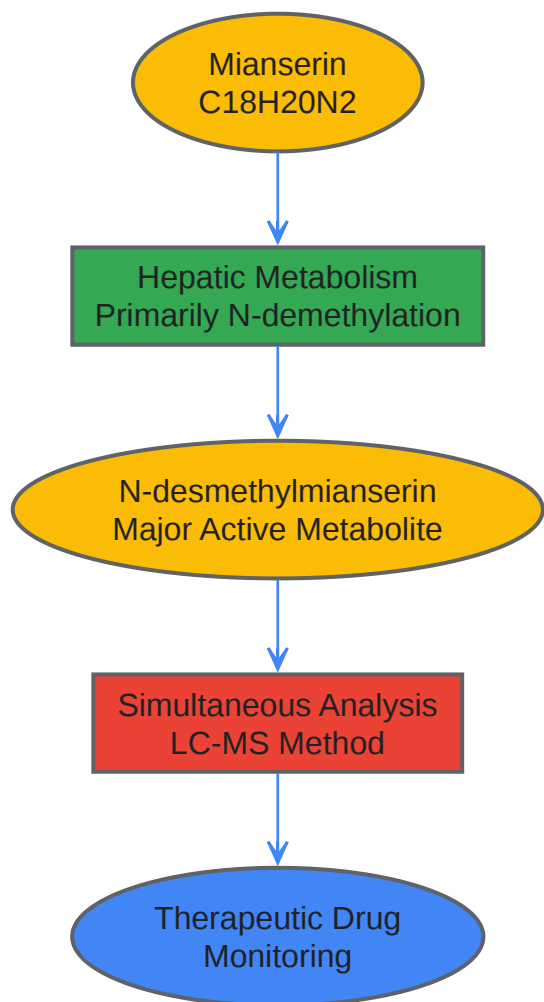 Mianserin
C18H20N2
Hepatic Metabolism
Primarily N-demethylation
N-desmethylmianserin
Major Active Metabolite
Simultaneous Analysis
LC-MS Method
Therapeutic Drug
Monitoring